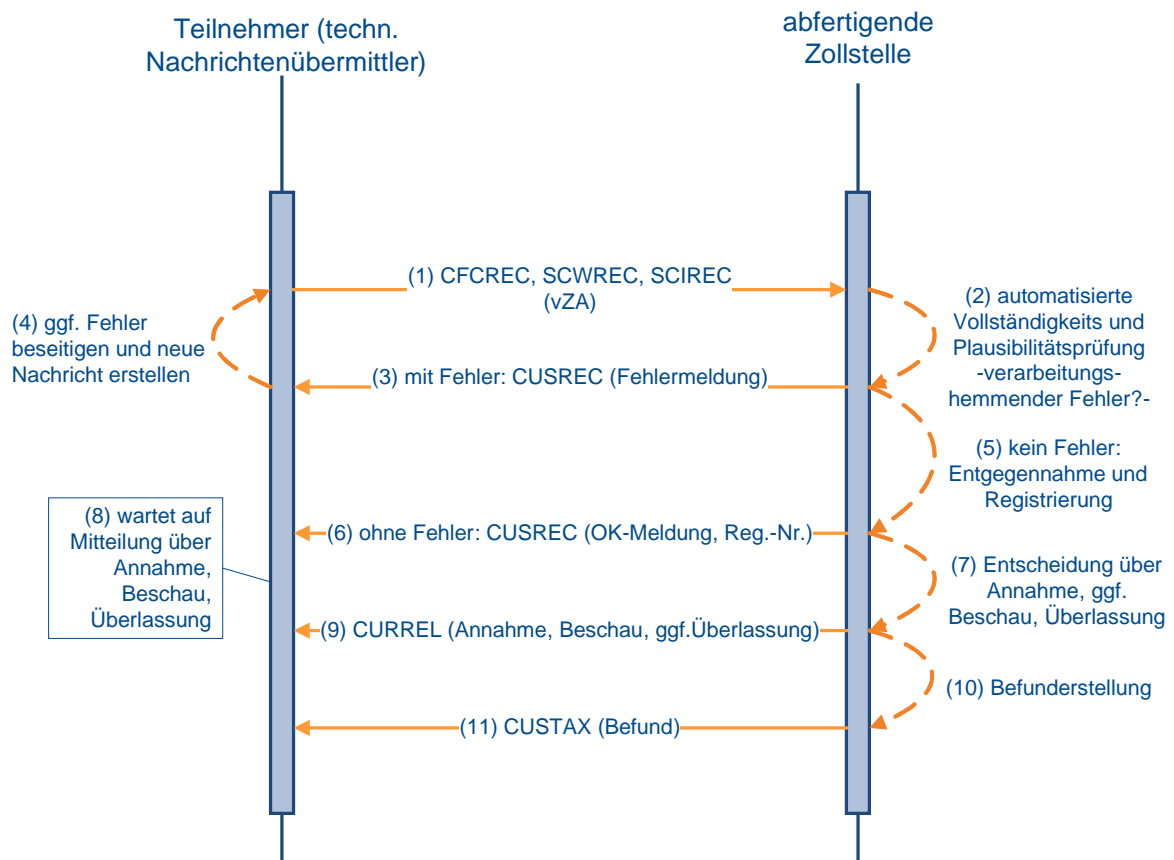 Teilnehmer (techn.
Nachrichtenübermittler)
abfertigende
Zollstelle
(1) CFCREC, SCWREC, SCIREC
(vZA)
(2) automatisierte
Vollständigkeits und
Plausibilitätsprüfung
-verarbeitungs-
hemmender Fehler?-
(4) ggf. Fehler
beseitigen und neue
Nachricht erstellen
(3) mit Fehler: CUSREC (Fehlermeldung)
(5) kein Fehler:
Entgegennahme und
Registrierung
(6) ohne Fehler: CUSREC (OK-Meldung, Reg.-Nr.)
(8) wartet auf
Mitteilung über
Annahme,
Beschau,
Überlassung
(7) Entscheidung über
Annahme, ggf.
Beschau, Überlassung
(9) CURREL (Annahme, Beschau, ggf.Überlassung)
(10) Befunderstellung
(11) CUSTAX (Befund)